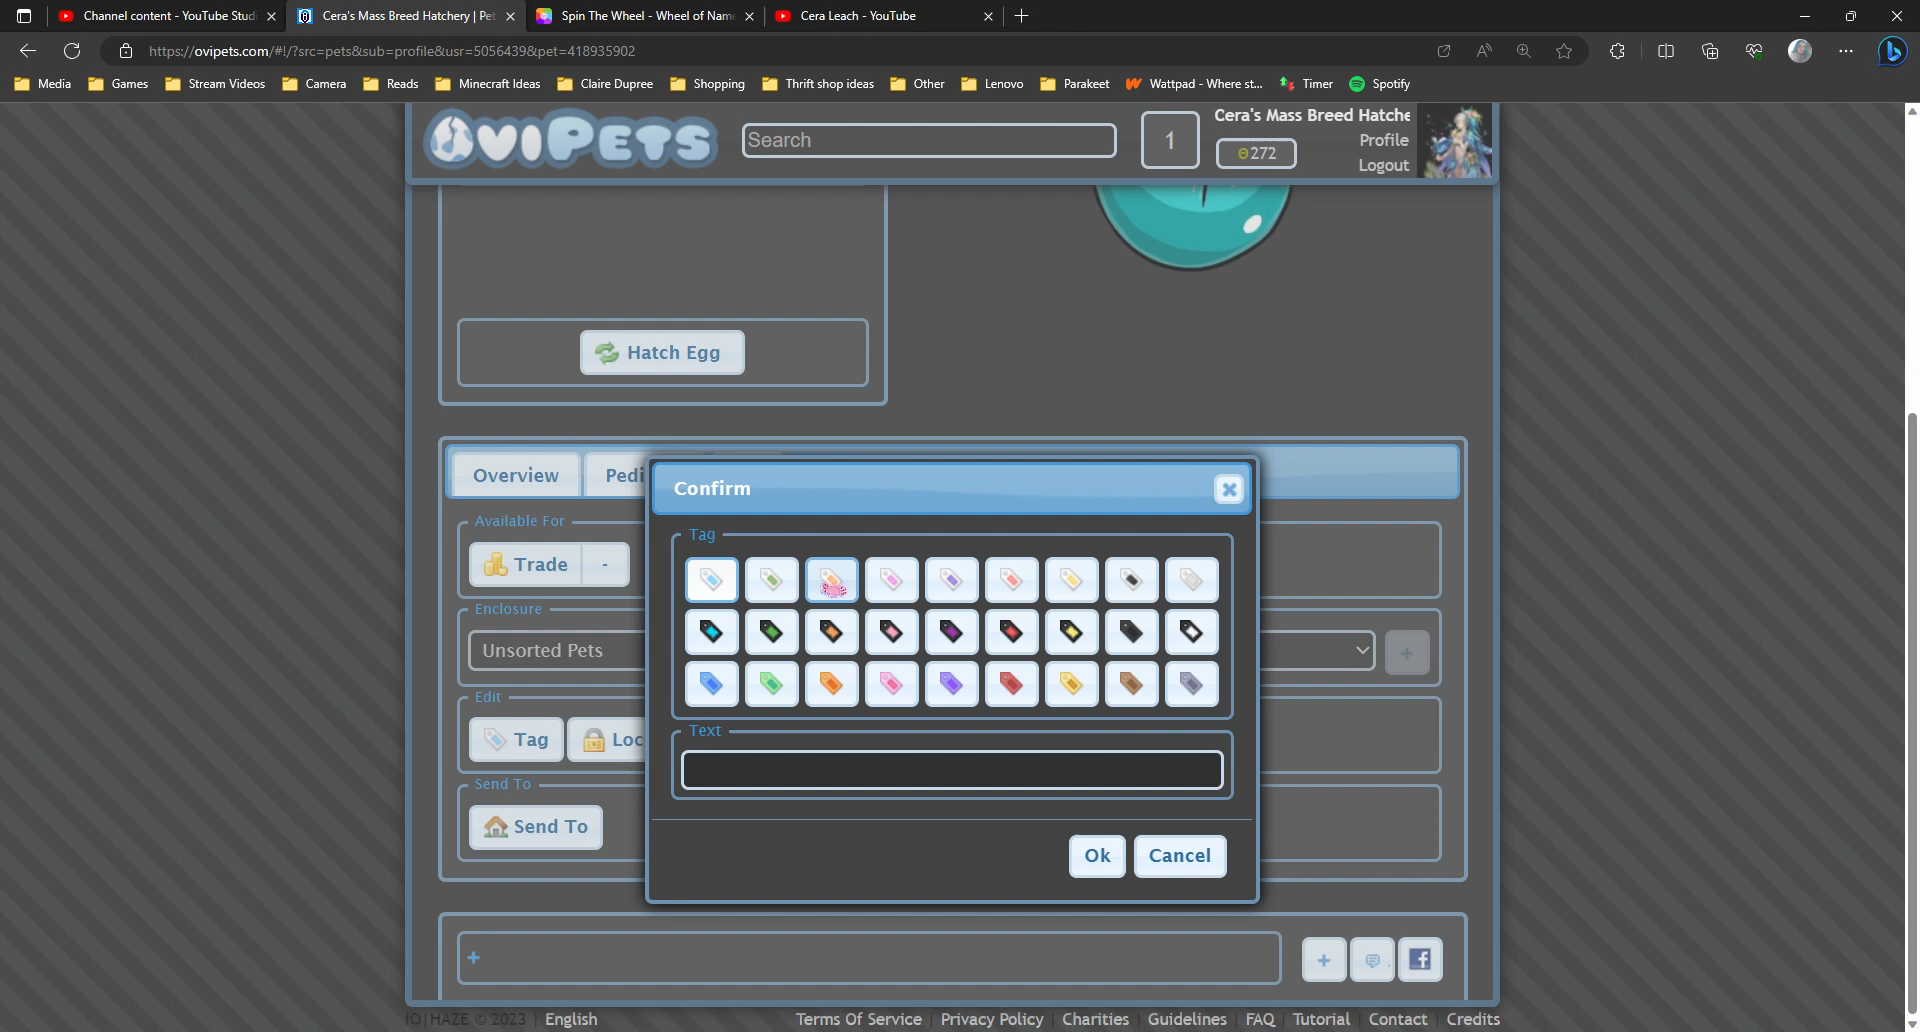 Channel content - YouTube Studi
Cera's Mass Breed Hatchery | Pet
Spin The Wheel - Wheel of Name
Cera Leach - YouTube
https://ovipets.com/#!/?src=pets&sub=profile&usr=5056439&pet=418935902
Media
Games
Stream Videos
Camera
Reads
Minecraft Ideas
Claire Dupree
Shopping
Thrift shop ideas
Other
Lenovo
Parakeet
Wattpad - Where st...
Timer
Spotify
OviPets
Search
1
Cera's Mass Breed Hatche
272
Profile
Logout
Hatch Egg
Overview
Pedi
Confirm
Available For
Trade
-
Enclosure
Unsorted Pets
+
Edit
Tag
Loc
Send To
Send To
Tag
Text
Ok
Cancel
+
+
IO|HAZE © 2023
English
Terms Of Service
Privacy Policy
Charities
Guidelines
FAQ
Tutorial
Contact
Credits